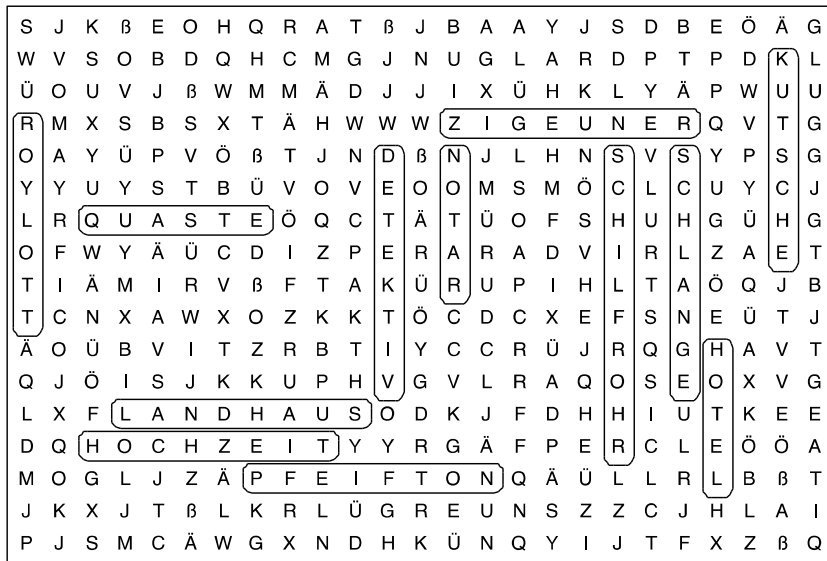 S J K ß E O H Q R A T ß J B A A Y J S D B E Ö Ä G
W V S O B D Q H C M G J N U G L A R D P T P D K L
Ü O U V J ß W M M Ä D J J I X Ü H K L Y Ä P W U U
R M X S B S X T Ä H W W W Z I G E U N E R Q V T G
O A Y Ü P V Ö ß T J N D ß N J L H N S V S Y P S G
Y Y U Y S T B Ü V O V E O O M S M Ö C L C U Y C J
L R Q U A S T E Ö Q C T Ä T Ü O F S H U H G Ü H G
O F W Y Ä Ü C D I Z P E R A R A D V I R L Z A E T
T I Ä M I R V ß F T A K Ü R U P I H L T A Ö Q J B
T C N X A W X O Z K K T Ö C D C X E F S N E Ü T J
Ä O Ü B V I T Z R B T I Y C C R Ü J R Q G H A V T
Q J Ö I S J K K U P H V G V L R A Q O S E O X V G
L X F L A N D H A U S O D K J F D H H I U T K E E
D Q H O C H Z E I T Y Y R G Ä F P E R C L E Ö Ö A
M O G L J Z Ä P F E I F T O N Q Ä Ü L L R L B ß T
J K X J T ß L K R L Ü G R E U N S Z Z C J H L A I
P J S M C Ä W G X N D H K Ü N Q Y I J T F X Z ß Q